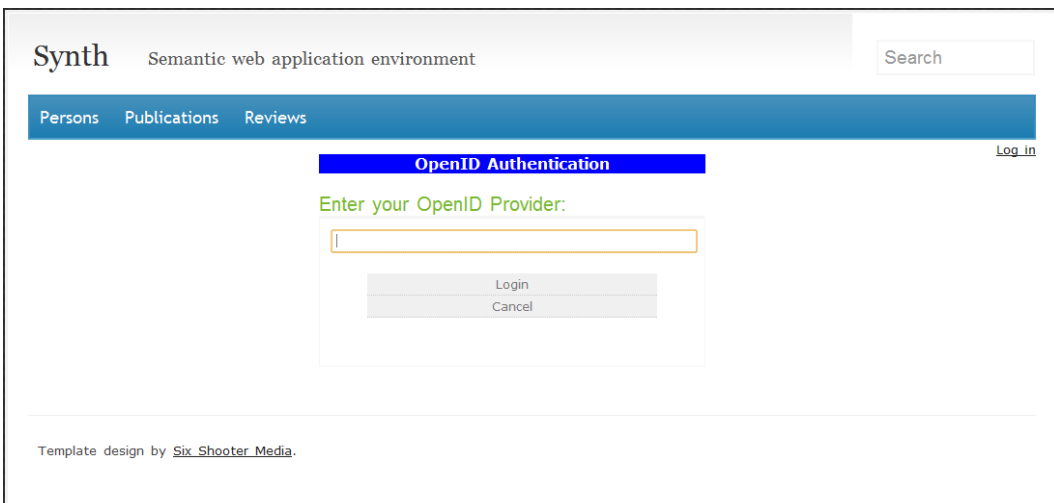 Synth Semantic web application environment
Search
Persons Publications Reviews
Log in
OpenID Authentication
Enter your OpenID Provider:
Login
Cancel
Template design by Six Shooter Media.